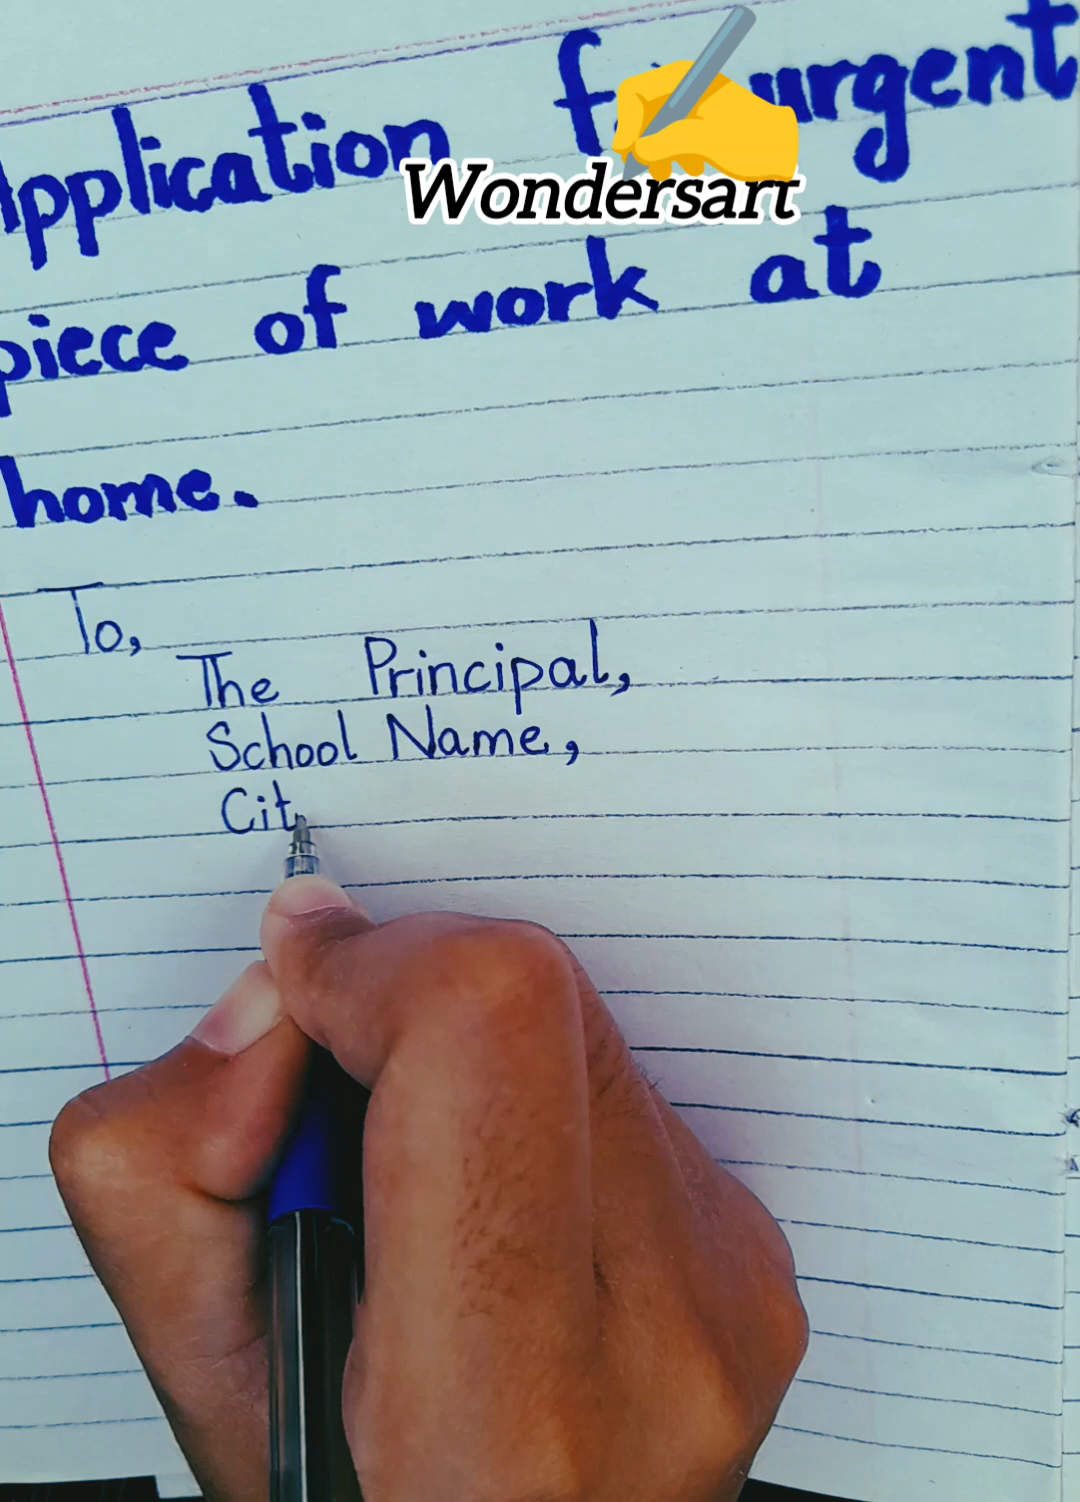 Application f urgent
Wondersart
piece of work at
home.
To,
The Principal,
School Name,
Cit